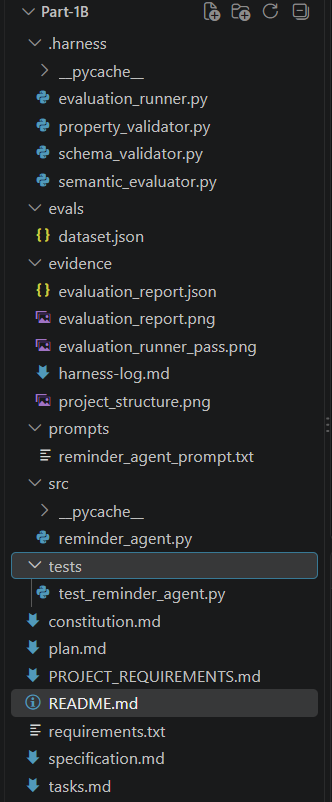 Part-1B
.harness
__pycache__
evaluation_runner.py
property_validator.py
schema_validator.py
semantic_evaluator.py
evals
{} dataset.json
evidence
{} evaluation_report.json
evaluation_report.png
evaluation_runner_pass.png
harness-log.md
project_structure.png
prompts
reminder_agent_prompt.txt
src
__pycache__
reminder_agent.py
tests
test_reminder_agent.py
constitution.md
plan.md
PROJECT_REQUIREMENTS.md
README.md
requirements.txt
specification.md
tasks.md